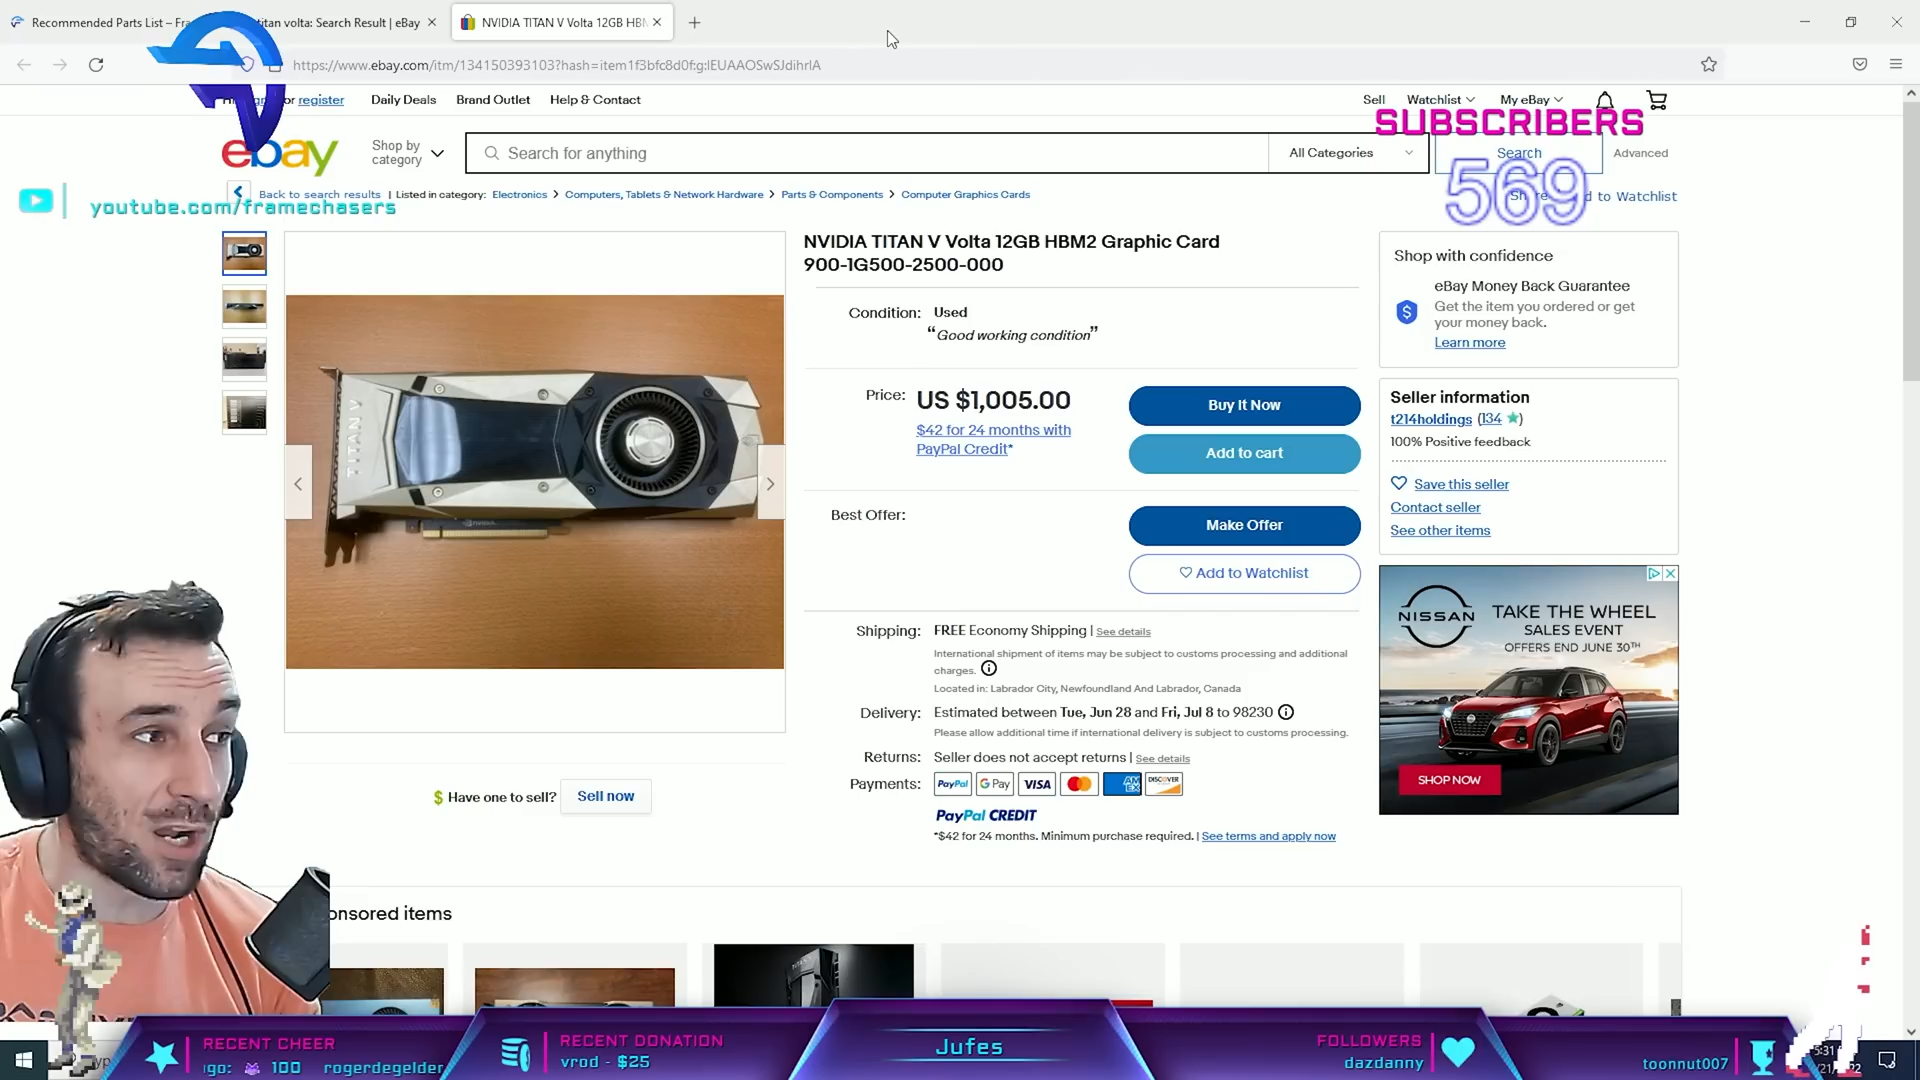 Recommended Parts List – Fra
titan volta: Search Result | eBay
NVIDIA TITAN V Volta 12GB HBM
https://www.ebay.com/itm/134150393103?hash=item1f3bfc8d0f:g:IEUAAOSwSJdihrIA
or register
Daily Deals
Brand Outlet
Help & Contact
Sell
Watchlist
My eBay
SUBSCRIBERS
569
ebay
Shop by
category
Search for anything
All Categories
Search
Advanced
Back to search results | Listed in category: Electronics > Computers, Tablets & Network Hardware > Parts & Components > Computer Graphics Cards
to Watchlist
youtube.com/framechasers
NVIDIA TITAN V Volta 12GB HBM2 Graphic Card
900-1G500-2500-000
Condition: Used
“Good working condition”
Price: US $1,005.00
$42 for 24 months with
PayPal Credit*
Buy It Now
Add to cart
Best Offer:
Make Offer
Add to Watchlist
Shipping: FREE Economy Shipping | See details
International shipment of items may be subject to customs processing and additional
charges.
Located in: Labrador City, Newfoundland And Labrador, Canada
Delivery: Estimated between Tue, Jun 28 and Fri, Jul 8 to 98230
Please allow additional time if international delivery is subject to customs processing.
Returns: Seller does not accept returns | See details
Payments: PayPal G Pay VISA AM EX DISCOVER
PayPal CREDIT
*$42 for 24 months. Minimum purchase required. | See terms and apply now
TITAN V
NVIDIA
$ Have one to sell? Sell now
Shop with confidence
eBay Money Back Guarantee
Get the item you ordered or get
your money back.
Learn more
Seller information
t214holdings (134)
100% Positive feedback
Save this seller
Contact seller
See other items
NISSAN
TAKE THE WHEEL
SALES EVENT
OFFERS END JUNE 30TH
SHOP NOW
onsored items
RECENT CHEER
100 rogerdegelder
RECENT DONATION
vrod - $25
Jufes
FOLLOWERS
dazdanny
toonnut007